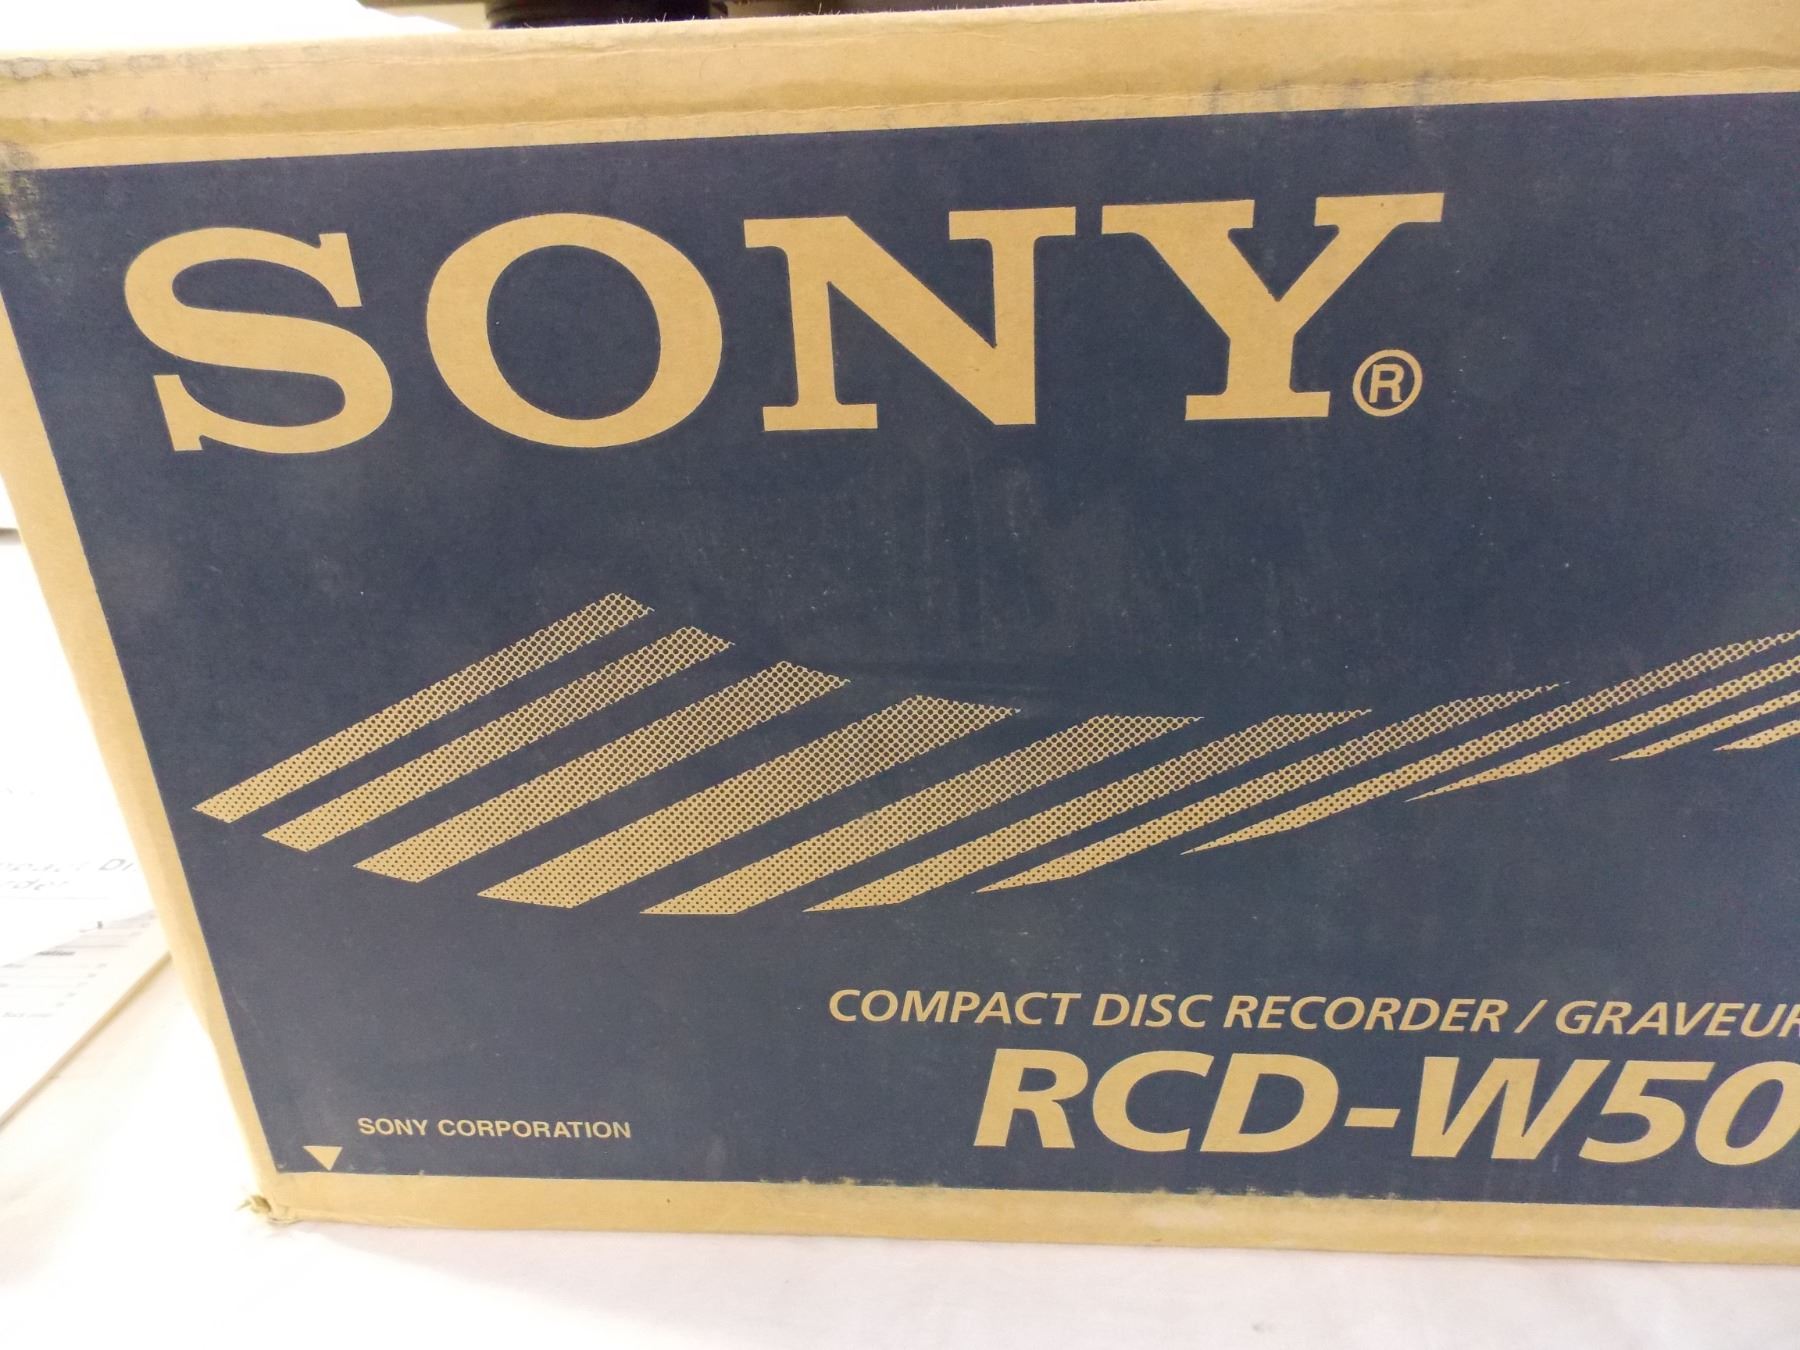 SONY®
COMPACT DISC RECORDER / GRAVEUR
RCD-W50
SONY CORPORATION